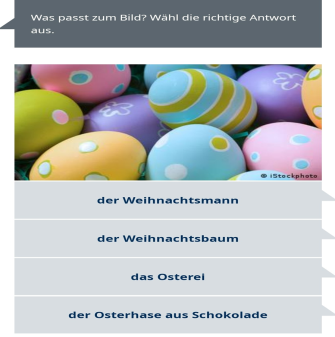 Was passt zum Bild? Wähl die richtige Antwort
aus.
© iStockphoto
der Weihnachtsmann
der Weihnachtsbaum
das Osterei
der Osterhase aus Schokolade